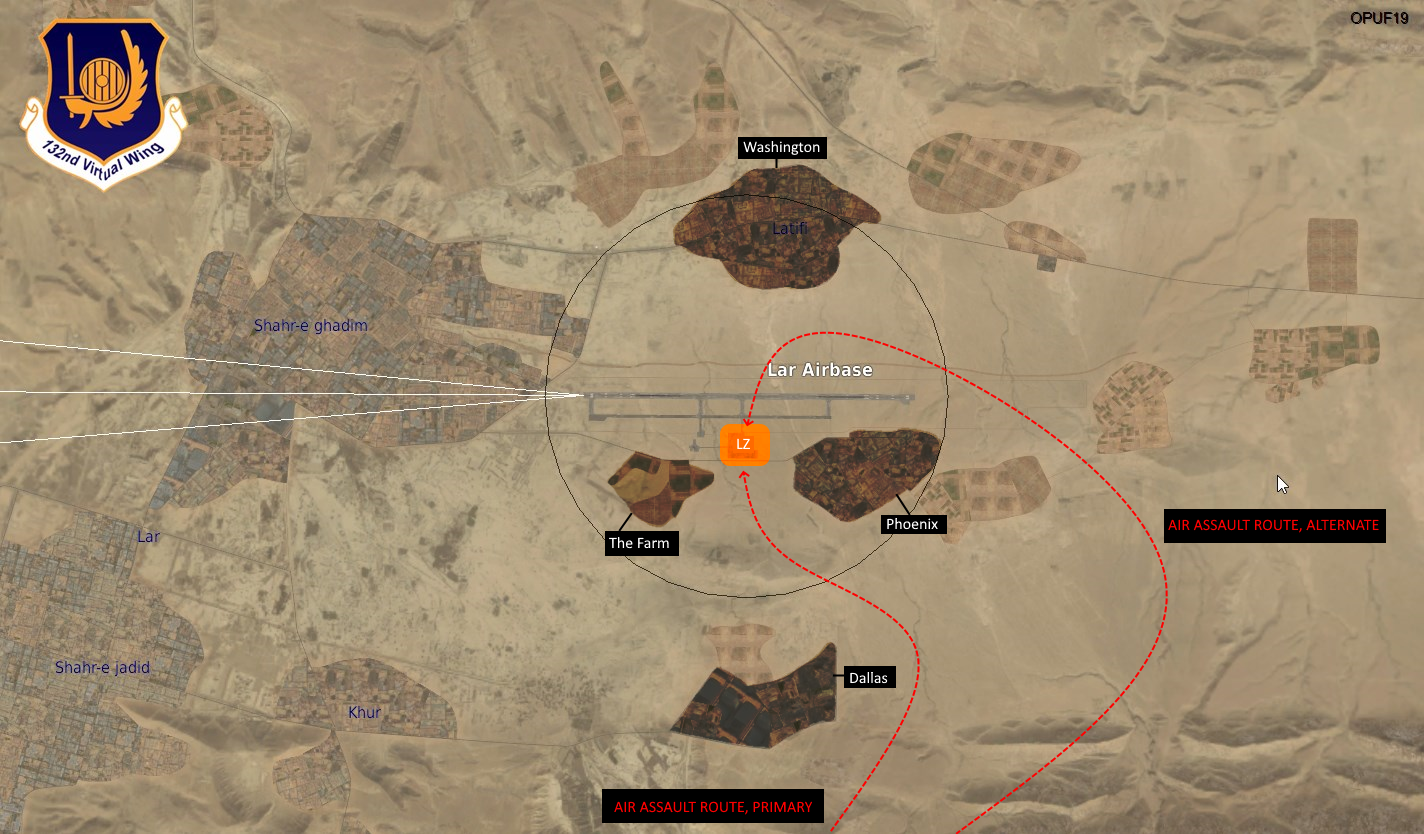 OPUF19
132nd Virtual Wing
Washington
Latifi
Shahr-e ghadim
Lar Airbase
LZ
Phoenix
AIR ASSAULT ROUTE, ALTERNATE
Lar
The Farm
Shahr-e jadid
Dallas
Khur
AIR ASSAULT ROUTE, PRIMARY